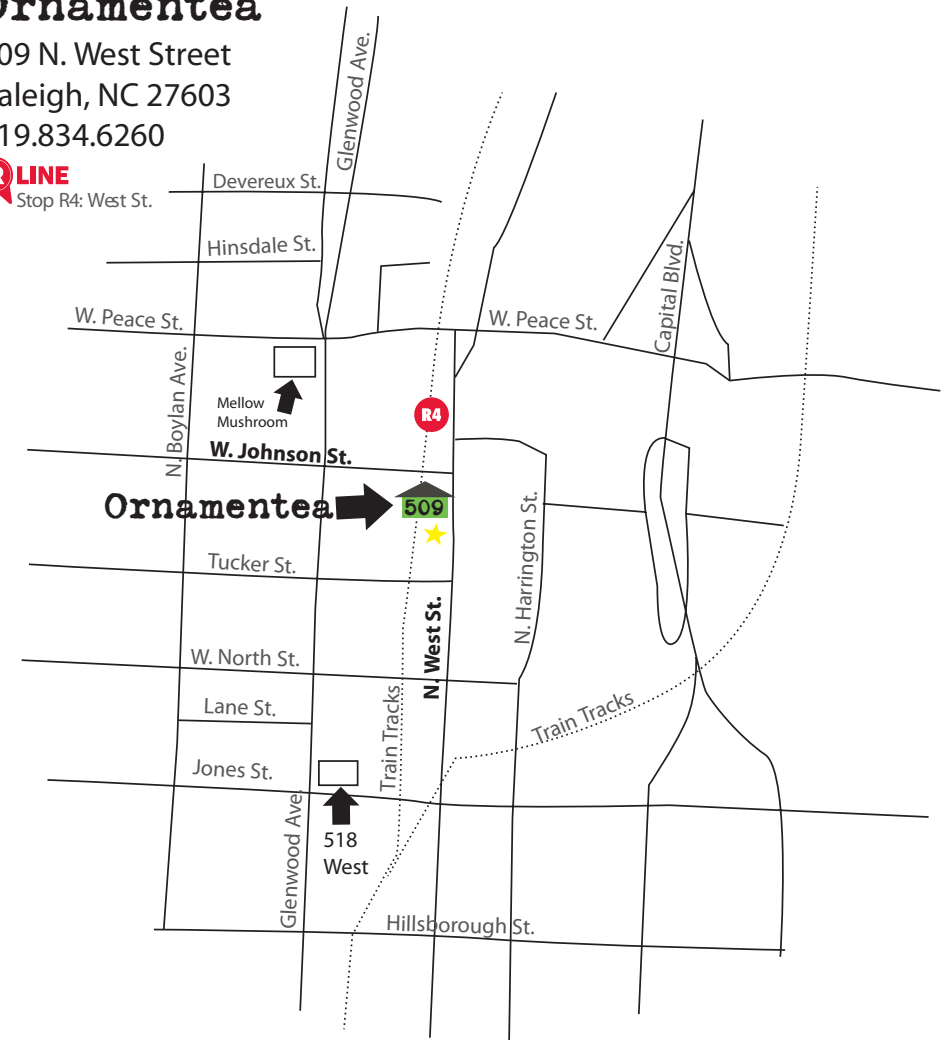 Ornamentea
09 N. West Street
aleigh, NC 27603
19.834.6260
R LINE
Stop R4: West St.
Glenwood Ave.
Devereux St.
Hinsdale St.
W. Peace St.
W. Peace St.
Capital Blvd.
N. Boylan Ave.
Mellow
Mushroom
R4
W. Johnson St.
Ornamentea
509
N. Harrington St.
Tucker St.
N. West St.
W. North St.
Lane St.
Train Tracks
Train Tracks
Jones St.
Glenwood Ave.
518
West
Hillsborough St.